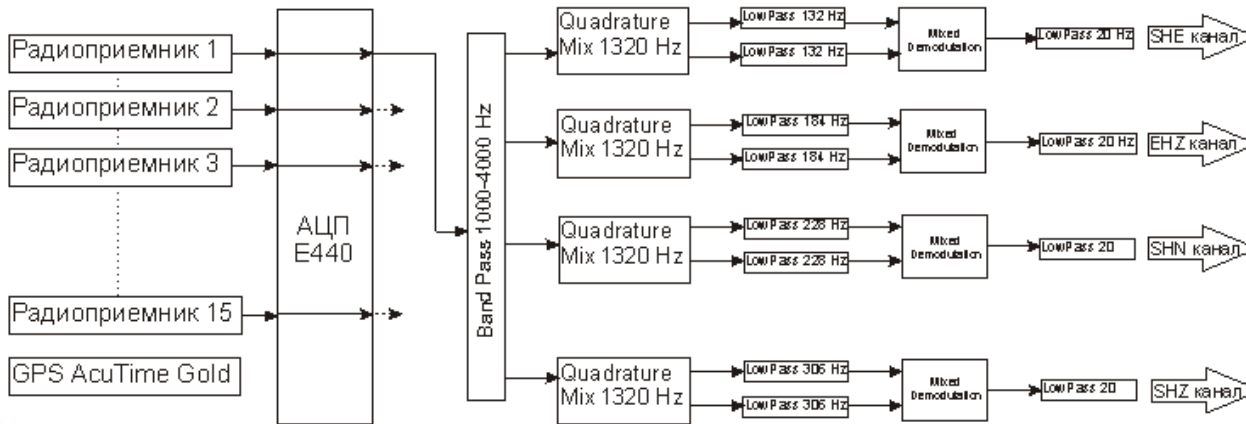 Радиоприемник 1
Радиоприемник 2
Радиоприемник 3
Радиоприемник 15
GPS AcuTime Gold
АЦП
E440
Band Pass 1000-4000 Hz
Quadrature
Mix 1320 Hz
LowPass 132 Hz
LowPass 132 Hz
Mixed
Demodulation
LowPass 20 Hz
SHE канал
Quadrature
Mix 1320 Hz
LowPass 184 Hz
LowPass 184 Hz
Mixed
Demodulation
LowPass 20 Hz
EHZ канал
Quadrature
Mix 1320 Hz
LowPass 228 Hz
LowPass 228 Hz
Mixed
Demodulation
LowPass 20
SHN канал
Quadrature
Mix 1320 Hz
LowPass 306 Hz
LowPass 306 Hz
Mixed
Demodulation
LowPass 20
SHZ канал